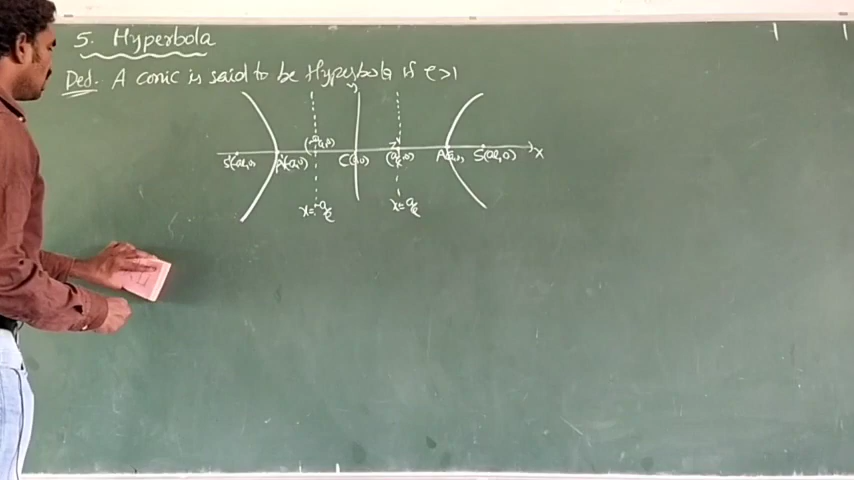 5. Hyperbola
Def. A conic is said to be Hyperbola if e>1
y
Z
S'(-ae,0) A'(-a,0) C(0,0) (a/e,0) A(a,0) S(ae,0) X
x=-a/e x=a/e